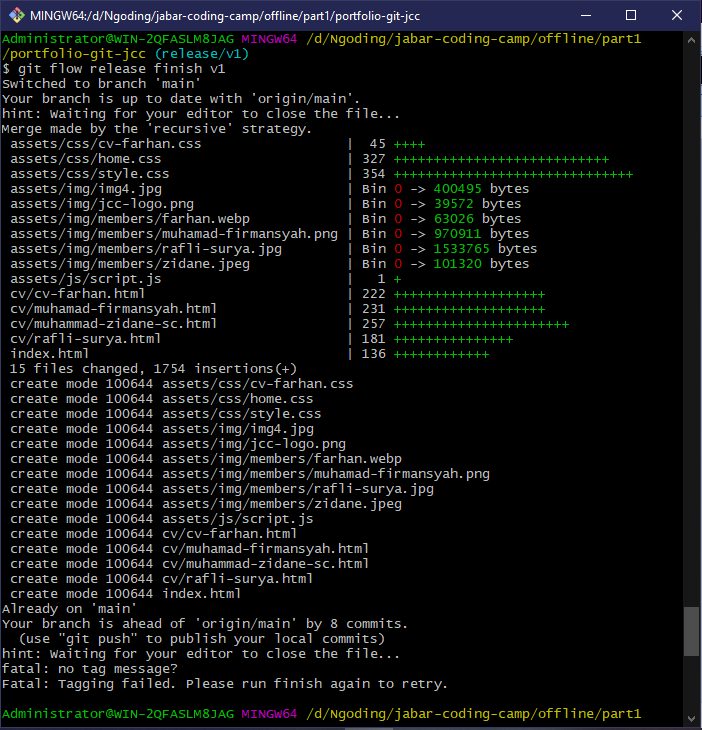 MINGW64:/d/Ngoding/jabar-coding-camp/offline/part1/portfolio-git-jcc
Administrator@WIN-2QFASLM8JAG MINGW64 /d/Ngoding/jabar-coding-camp/offline/part1
/portfolio-git-jcc (release/v1)
$ git flow release finish v1
Switched to branch 'main'
Your branch is up to date with 'origin/main'.
hint: Waiting for your editor to close the file...
Merge made by the 'recursive' strategy.
assets/css/cv-farhan.css | 45 ++++
assets/css/home.css | 327 +++++++++++++++++++++++++++
assets/css/style.css | 354 ++++++++++++++++++++++++++++++
assets/img/img4.jpg | Bin 0 -> 400495 bytes
assets/img/jcc-logo.png | Bin 0 -> 39572 bytes
assets/img/members/farhan.webp | Bin 0 -> 63026 bytes
assets/img/members/muhamad-firmansyah.png | Bin 0 -> 970911 bytes
assets/img/members/rafli-surya.jpg | Bin 0 -> 1533765 bytes
assets/img/members/zidane.jpeg | Bin 0 -> 101320 bytes
assets/js/script.js | 1 +
cv/cv-farhan.html | 222 +++++++++++++++++++
cv/muhamad-firmansyah.html | 231 +++++++++++++++++++
cv/muhammad-zidane-sc.html | 257 ++++++++++++++++++++++
cv/rafli-surya.html | 181 +++++++++++++++
index.html | 136 ++++++++++++
15 files changed, 1754 insertions(+)
create mode 100644 assets/css/cv-farhan.css
create mode 100644 assets/css/home.css
create mode 100644 assets/css/style.css
create mode 100644 assets/img/img4.jpg
create mode 100644 assets/img/jcc-logo.png
create mode 100644 assets/img/members/farhan.webp
create mode 100644 assets/img/members/muhamad-firmansyah.png
create mode 100644 assets/img/members/rafli-surya.jpg
create mode 100644 assets/img/members/zidane.jpeg
create mode 100644 assets/js/script.js
create mode 100644 cv/cv-farhan.html
create mode 100644 cv/muhamad-firmansyah.html
create mode 100644 cv/muhammad-zidane-sc.html
create mode 100644 cv/rafli-surya.html
create mode 100644 index.html
Already on 'main'
Your branch is ahead of 'origin/main' by 8 commits.
(use "git push" to publish your local commits)
hint: Waiting for your editor to close the file...
fatal: no tag message?
Fatal: Tagging failed. Please run finish again to retry.
Administrator@WIN-2QFASLM8JAG MINGW64 /d/Ngoding/jabar-coding-camp/offline/part1